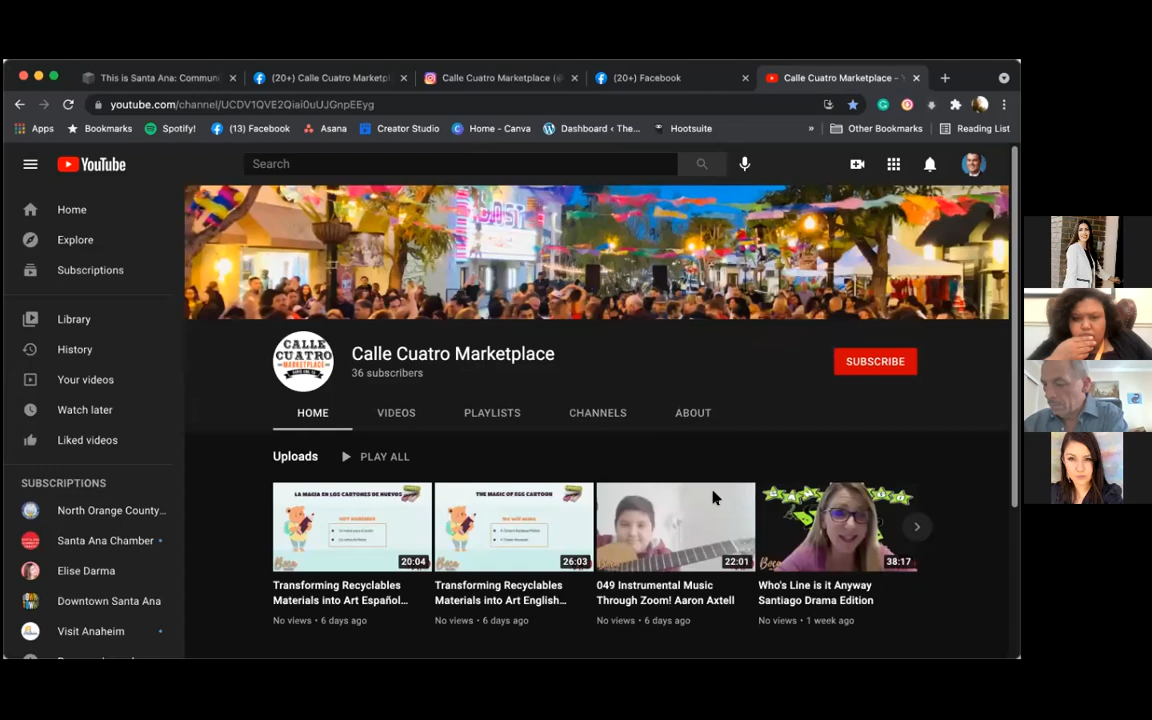 This is Santa Ana: Commun
(20+) Calle Cuatro Marketpl
Calle Cuatro Marketplace (@
(20+) Facebook
Calle Cuatro Marketplace - Y
youtube.com/channel/UCDV1QVE2Qiai0uUJGnpEEyg
Apps
Bookmarks
Spotify!
(13) Facebook
Asana
Creator Studio
Home - Canva
Dashboard ‹ The...
Hootsuite
»
Other Bookmarks
Reading List
YouTube
Search
Home
Explore
Subscriptions
Library
History
Your videos
Watch later
Liked videos
SUBSCRIPTIONS
North Orange County...
Santa Ana Chamber
Elise Darma
Downtown Santa Ana
Visit Anaheim
CALLE
CUATRO
MARKETPLACE
Calle Cuatro Marketplace
36 subscribers
SUBSCRIBE
HOME
VIDEOS
PLAYLISTS
CHANNELS
ABOUT
Uploads
PLAY ALL
LA MAGIA EN LOS CARTONES DE HUEVOS
20:04
Transforming Recyclables
Materials into Art Español...
No views • 6 days ago
THE MAGIC OF EGG CARTOON
26:03
Transforming Recyclables
Materials into Art English...
No views • 6 days ago
22:01
049 Instrumental Music
Through Zoom! Aaron Axtell
No views • 6 days ago
38:17
Who's Line is it Anyway
Santiago Drama Edition
No views • 1 week ago